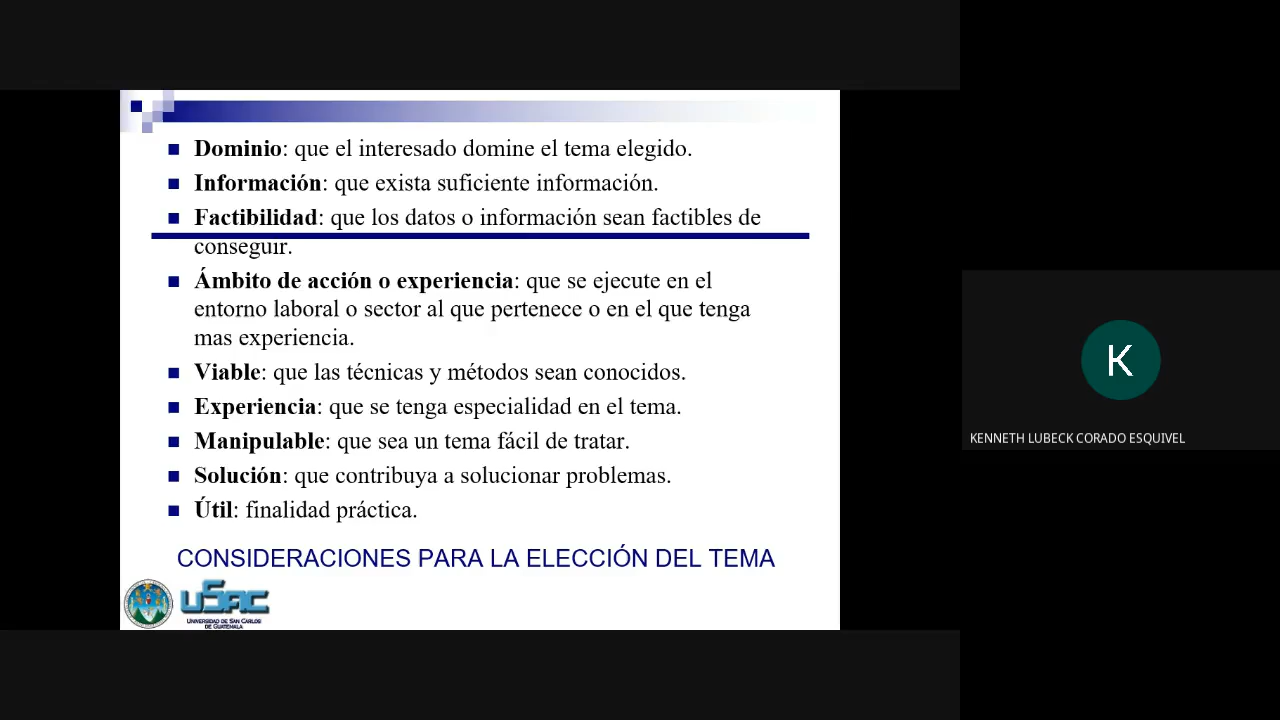 Dominio: que el interesado domine el tema elegido.
Información: que exista suficiente información.
Factibilidad: que los datos o información sean factibles de
conseguir.
Ámbito de acción o experiencia: que se ejecute en el
entorno laboral o sector al que pertenece o en el que tenga
mas experiencia.
Viable: que las técnicas y métodos sean conocidos.
Experiencia: que se tenga especialidad en el tema.
Manipulable: que sea un tema fácil de tratar.
Solución: que contribuya a solucionar problemas.
Útil: finalidad práctica.
CONSIDERACIONES PARA LA ELECCIÓN DEL TEMA
USAC
UNIVERSIDAD DE SAN CARLOS
DE GUATEMALA
K
KENNETH LUBECK CORADO ESQUIVEL